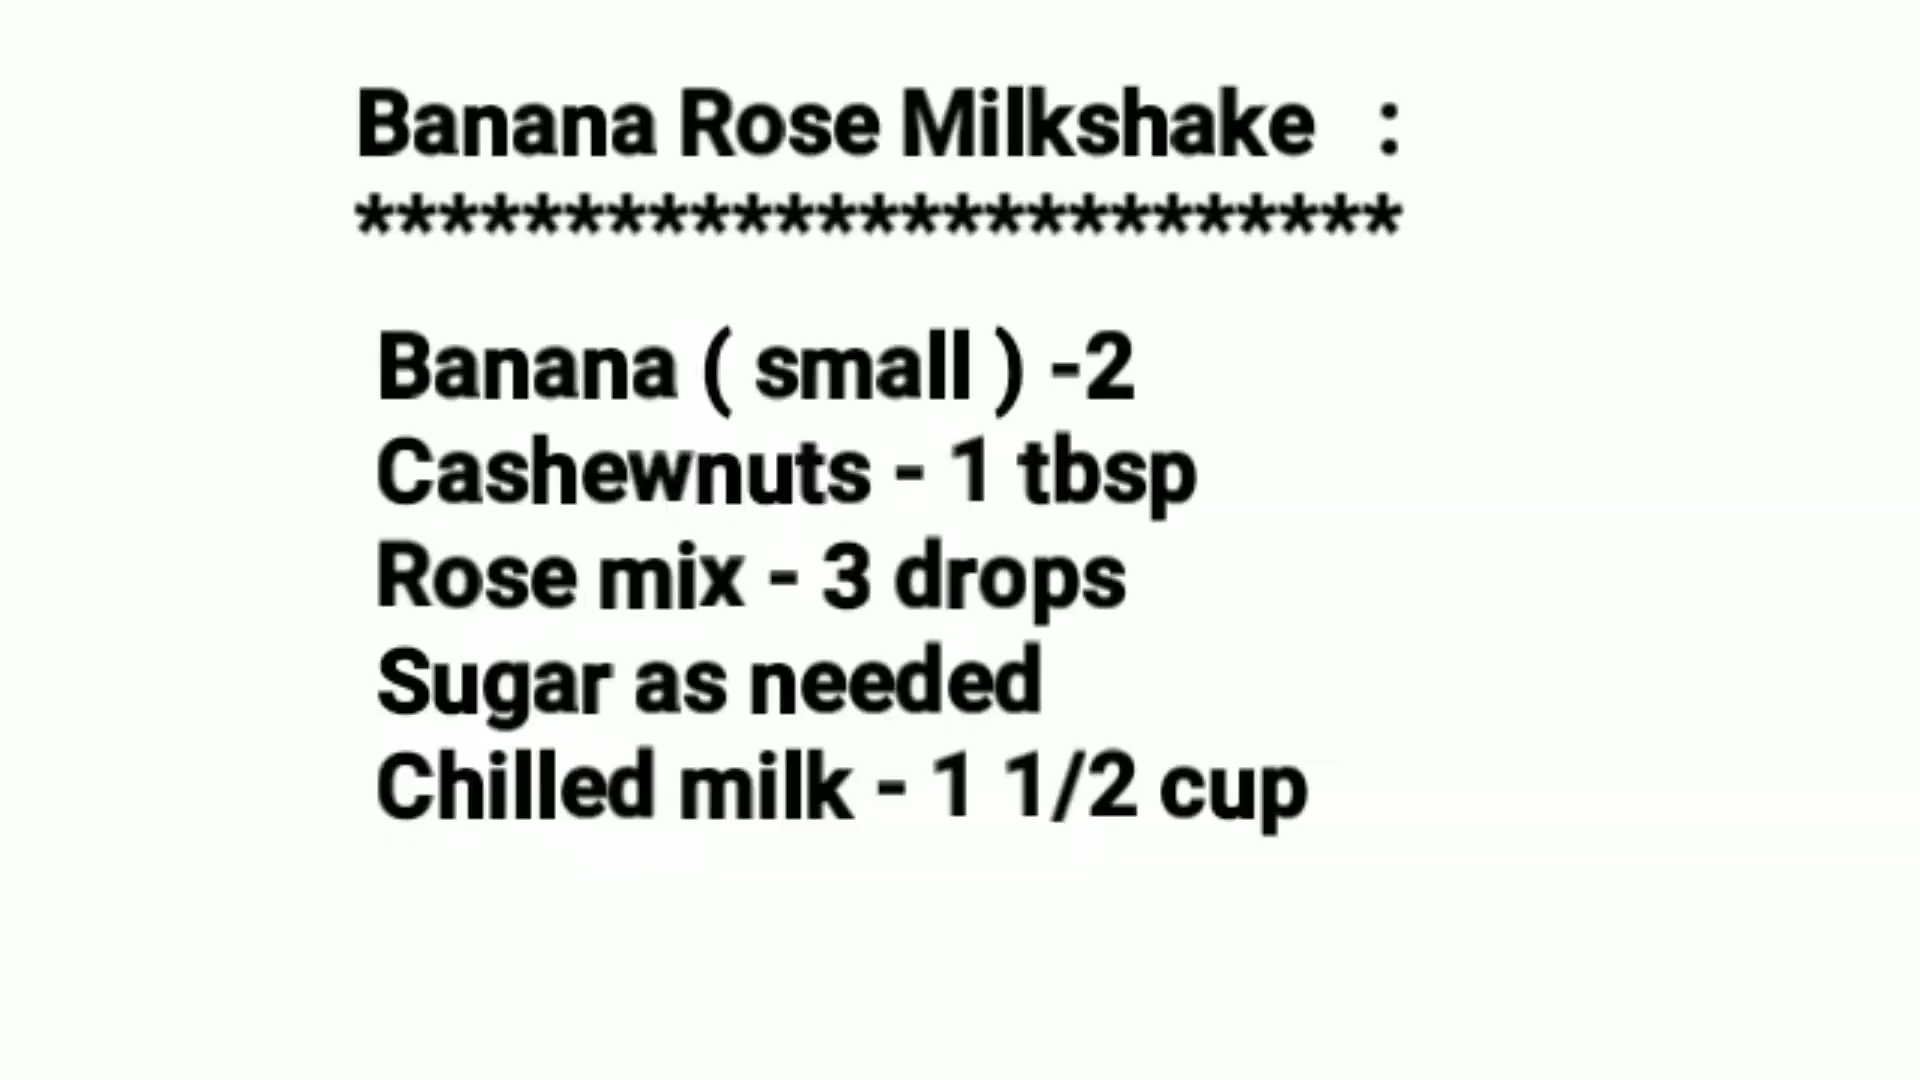 Banana Rose Milkshake :
*************************
Banana ( small ) -2
Cashewnuts - 1 tbsp
Rose mix - 3 drops
Sugar as needed
Chilled milk - 1 1/2 cup